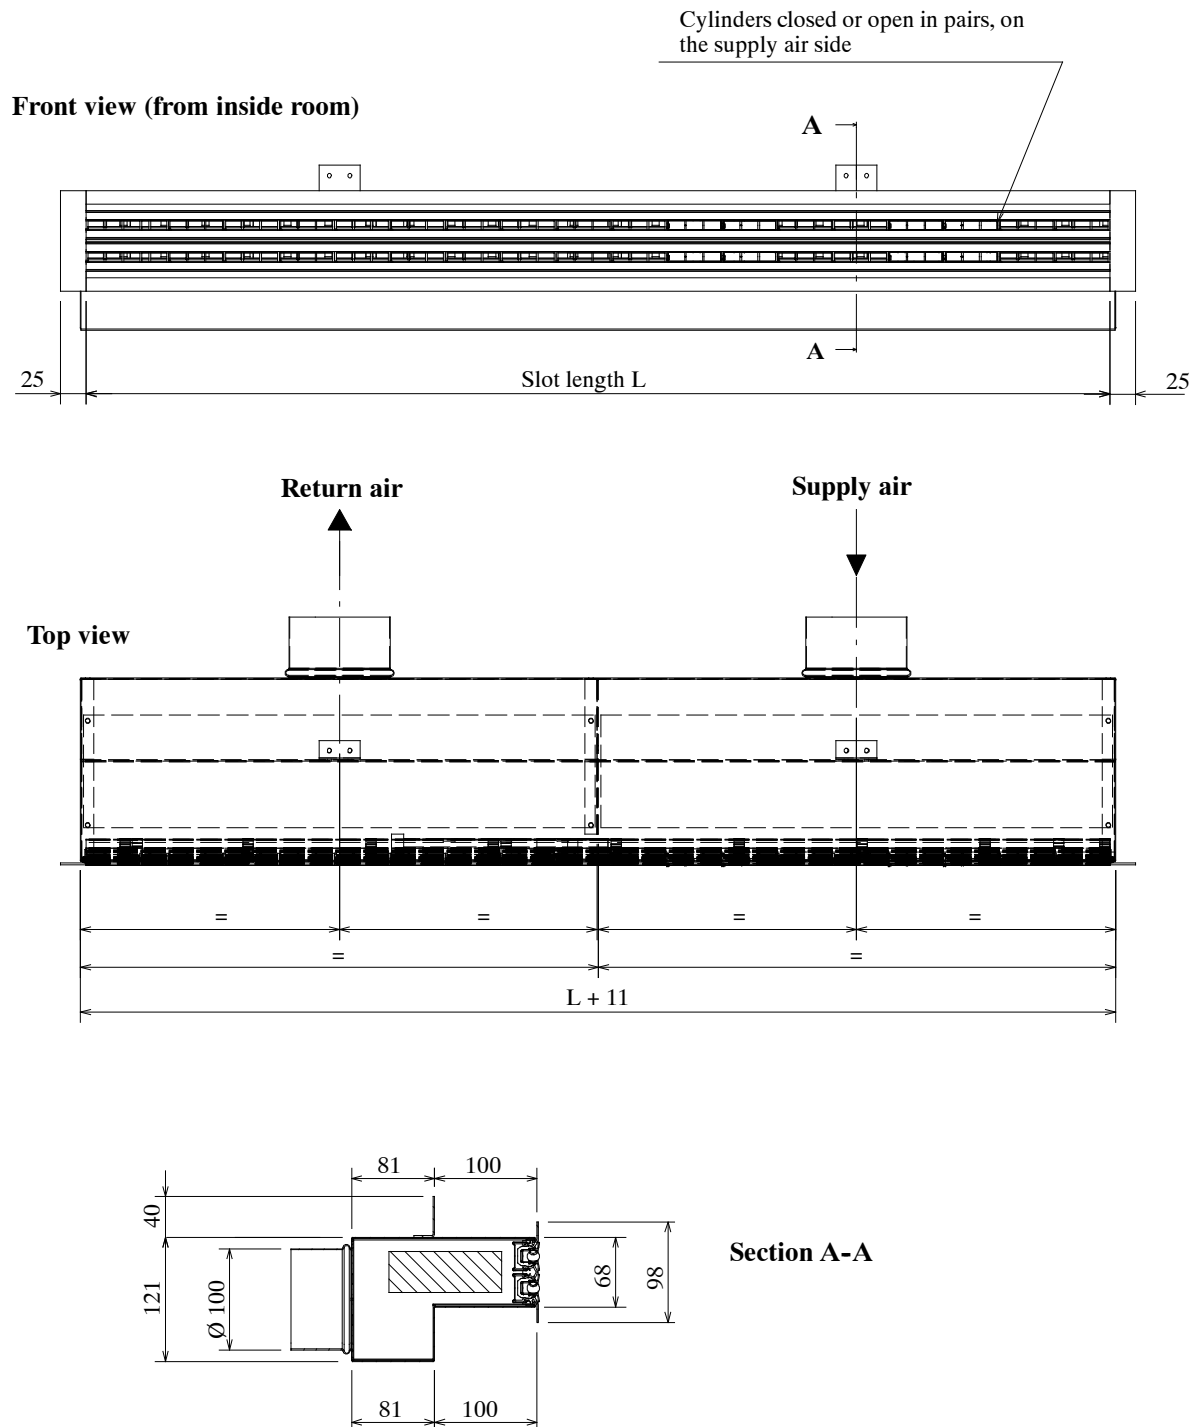 Cylinders closed or open in pairs, on
the supply air side
Front view (from inside room)
A
A
25
Slot length L
25
Return air
Supply air
Top view
=
=
=
=
=
=
L + 11
81
100
40
121
Ø 100
68
98
Section A-A
81
100